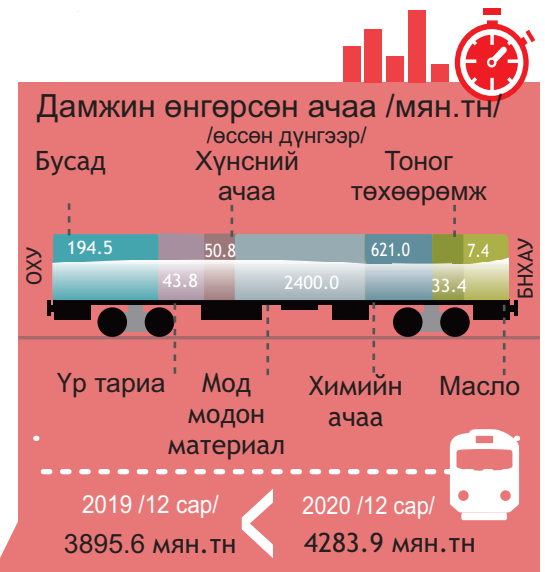 Дамжин өнгөрсөн ачаа /мян.тн/
/өссөн дүнгээр/
Бусад
Хүнсний
ачаа
Тоног
төхөөрөмж
ОХУ
194.5
43.8
50.8
2400.0
621.0
33.4
7.4
БНХАУ
Үр тариа
Мод
модон
материал
Химийн
ачаа
Масло
2019 /12 сар/
3895.6 мян.тн
2020 /12 сар/
4283.9 мян.тн